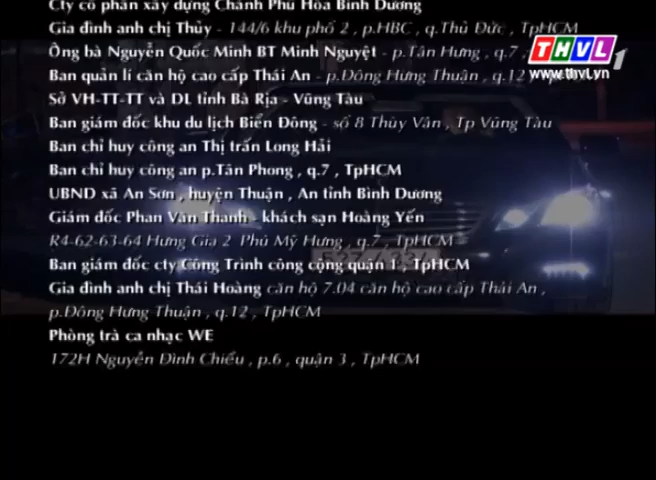 Cty cổ phần xây dựng Chánh Phú Hòa Bình Dương
Gia đình anh chị Thủy - 144/6 khu phố 2 , p.HBC , q.Thủ Đức , TpHCM
Ông bà Nguyễn Quốc Minh BT Minh Nguyệt - p.Tân Hưng , q.7 ,
Ban quản lí căn hộ cao cấp Thái An - p.Đông Hưng Thuận , q.12 , TpHCM
THVL1
www.thvl.vn
Sở VH-TT-TT và DL tỉnh Bà Rịa - Vũng Tàu
Ban giám đốc khu du lịch Biển Đông - số 8 Thùy Vân , Tp Vũng Tàu
Ban chỉ huy công an Thị trấn Long Hải
Ban chỉ huy công an p.Tân Phong , q.7 , TpHCM
UBND xã An Sơn , huyện Thuận , An tỉnh Bình Dương
Giám đốc Phan Văn Thanh - khách sạn Hoàng Yến
R4-62-63-64 Hưng Gia 2 Phú Mỹ Hưng , q.7 , TpHCM
Ban giám đốc cty Công Trình công cộng quận 1 , TpHCM
Gia đình anh chị Thái Hoàng căn hộ 7.04 căn hộ cao cấp Thái An ,
p.Đông Hưng Thuận , q.12 , TpHCM
Phòng trà ca nhạc WE
172H Nguyễn Đình Chiểu , p.6 , quận 3 , TpHCM